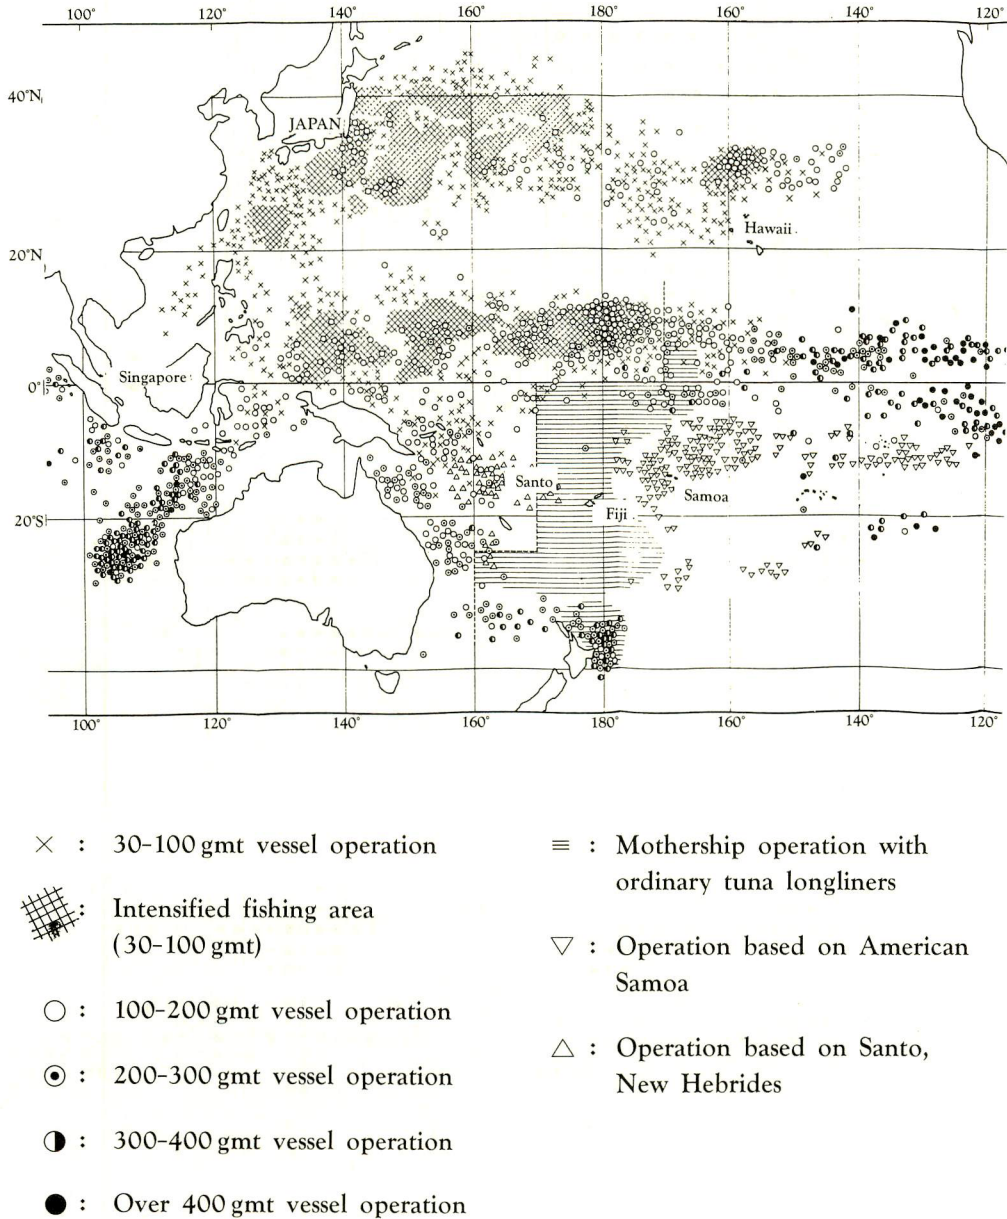 100° 120° 140° 160° 180° 160° 140° 120°
40°N
JAPAN
Hawaii
20°N
Singapore
0°
Santo
Samoa
Fiji
20°S
100° 120° 140° 160° 180° 160° 140° 120°
× : 30-100 gmt vessel operation
: Intensified fishing area
(30-100 gmt)
○ : 100-200 gmt vessel operation
⊙ : 200-300 gmt vessel operation
◑ : 300-400 gmt vessel operation
● : Over 400 gmt vessel operation
≡ : Mothership operation with
ordinary tuna longliners
▽ : Operation based on American
Samoa
△ : Operation based on Santo,
New Hebrides